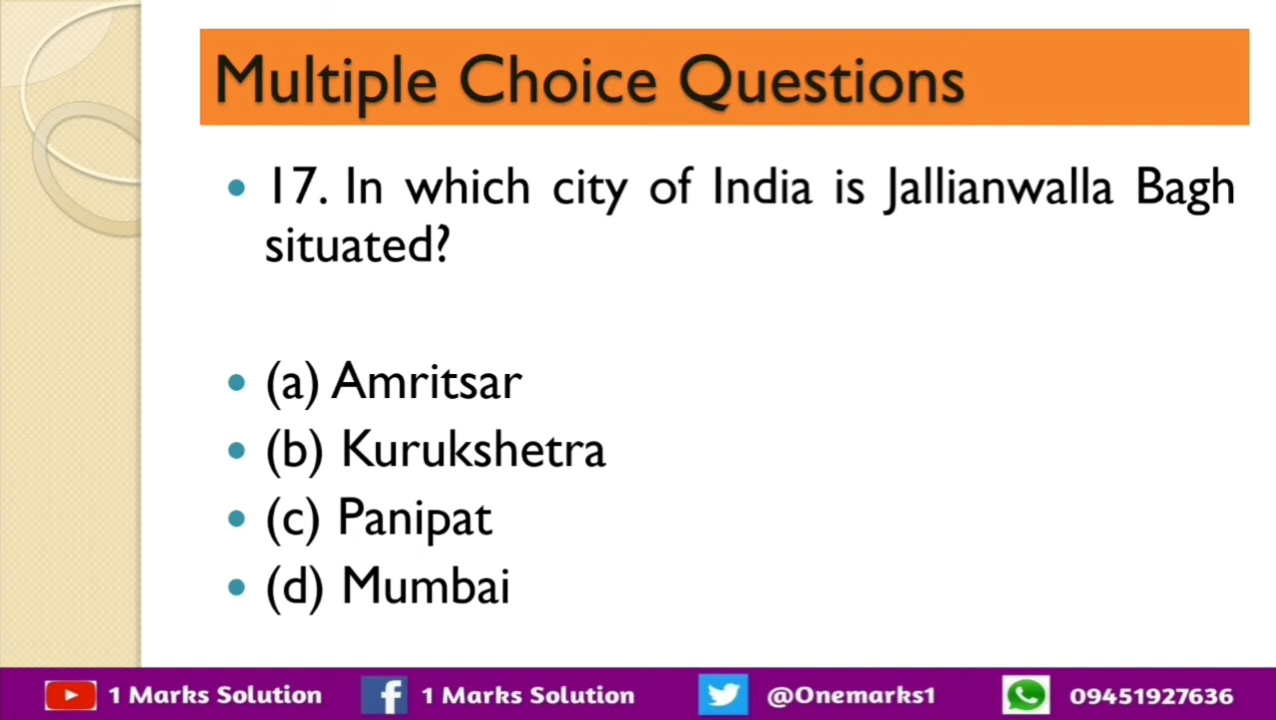 Multiple Choice Questions
• 17. In which city of India is Jallianwalla Bagh
situated?
• (a) Amritsar
• (b) Kurukshetra
• (c) Panipat
• (d) Mumbai
1 Marks Solution f 1 Marks Solution @Onemarks1 09451927636